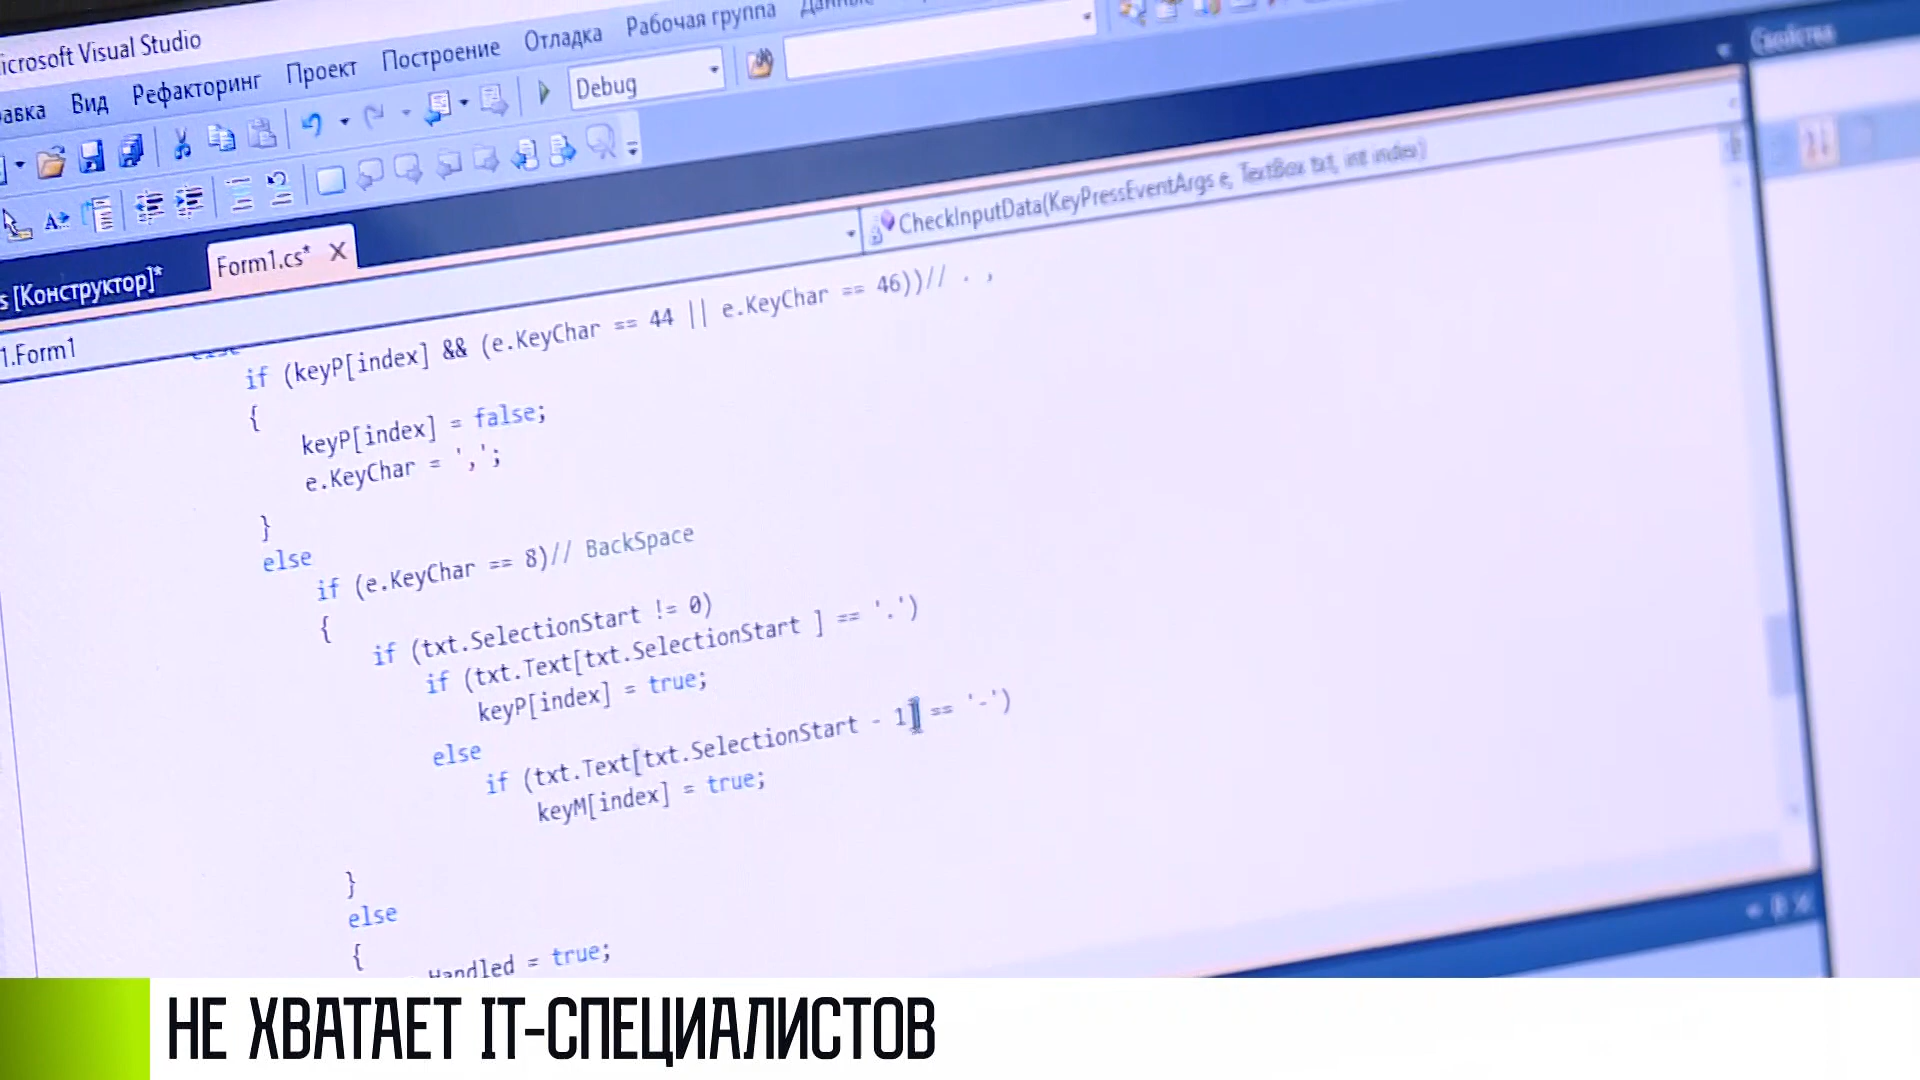 Microsoft Visual Studio
Вид Рефакторинг Проект Построение Отладка Рабочая группа
Debug
[Конструктор]* Form1.cs* X
1.Form1
CheckInputData(KeyPressEventArgs e, TextBox txt, int index)
Свойства
if (keyP[index] && (e.KeyChar == 44 || e.KeyChar == 46))// . ,
{
keyP[index] = false;
e.KeyChar = ',';
}
else
if (e.KeyChar == 8)// BackSpace
{
if (txt.SelectionStart != 0)
if (txt.Text[txt.SelectionStart ] == '.')
keyP[index] = true;
else
if (txt.Text[txt.SelectionStart - 1] == '-')
keyM[index] = true;
}
else
{
Handled = true;
НЕ ХВАТАЕТ IT-СПЕЦИАЛИСТОВ